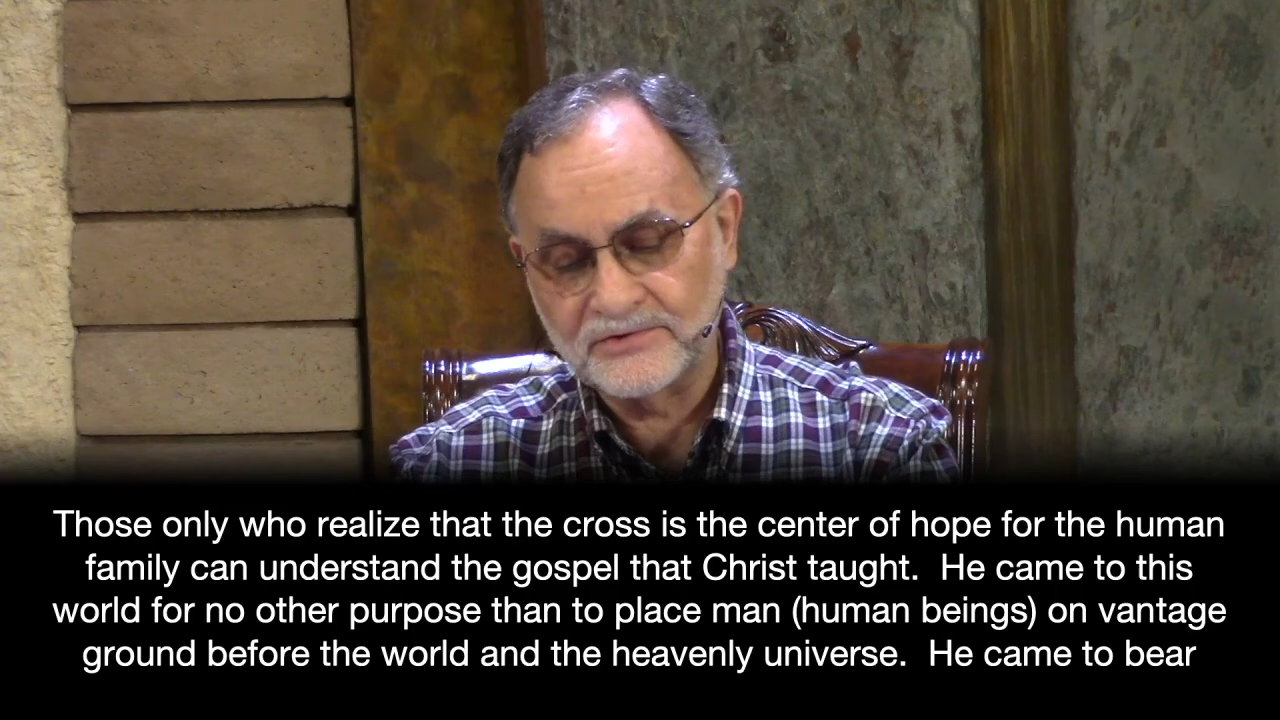 Those only who realize that the cross is the center of hope for the human
family can understand the gospel that Christ taught.  He came to this
world for no other purpose than to place man (human beings) on vantage
ground before the world and the heavenly universe.  He came to bear